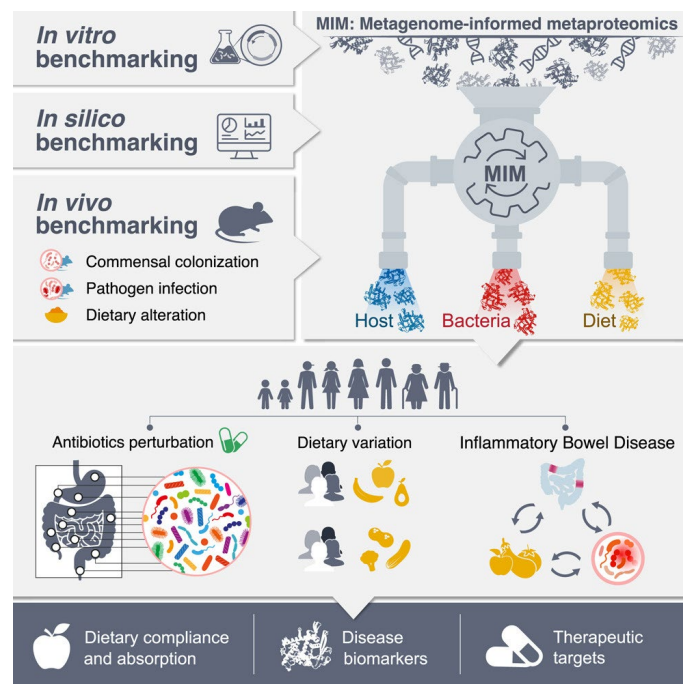 In vitro
benchmarking
In silico
benchmarking
In vivo
benchmarking
Commensal colonization
Pathogen infection
Dietary alteration
MIM: Metagenome-informed metaproteomics
MIM
Host
Bacteria
Diet
Antibiotics perturbation
Dietary variation
Inflammatory Bowel Disease
Dietary compliance
and absorption
Disease
biomarkers
Therapeutic
targets